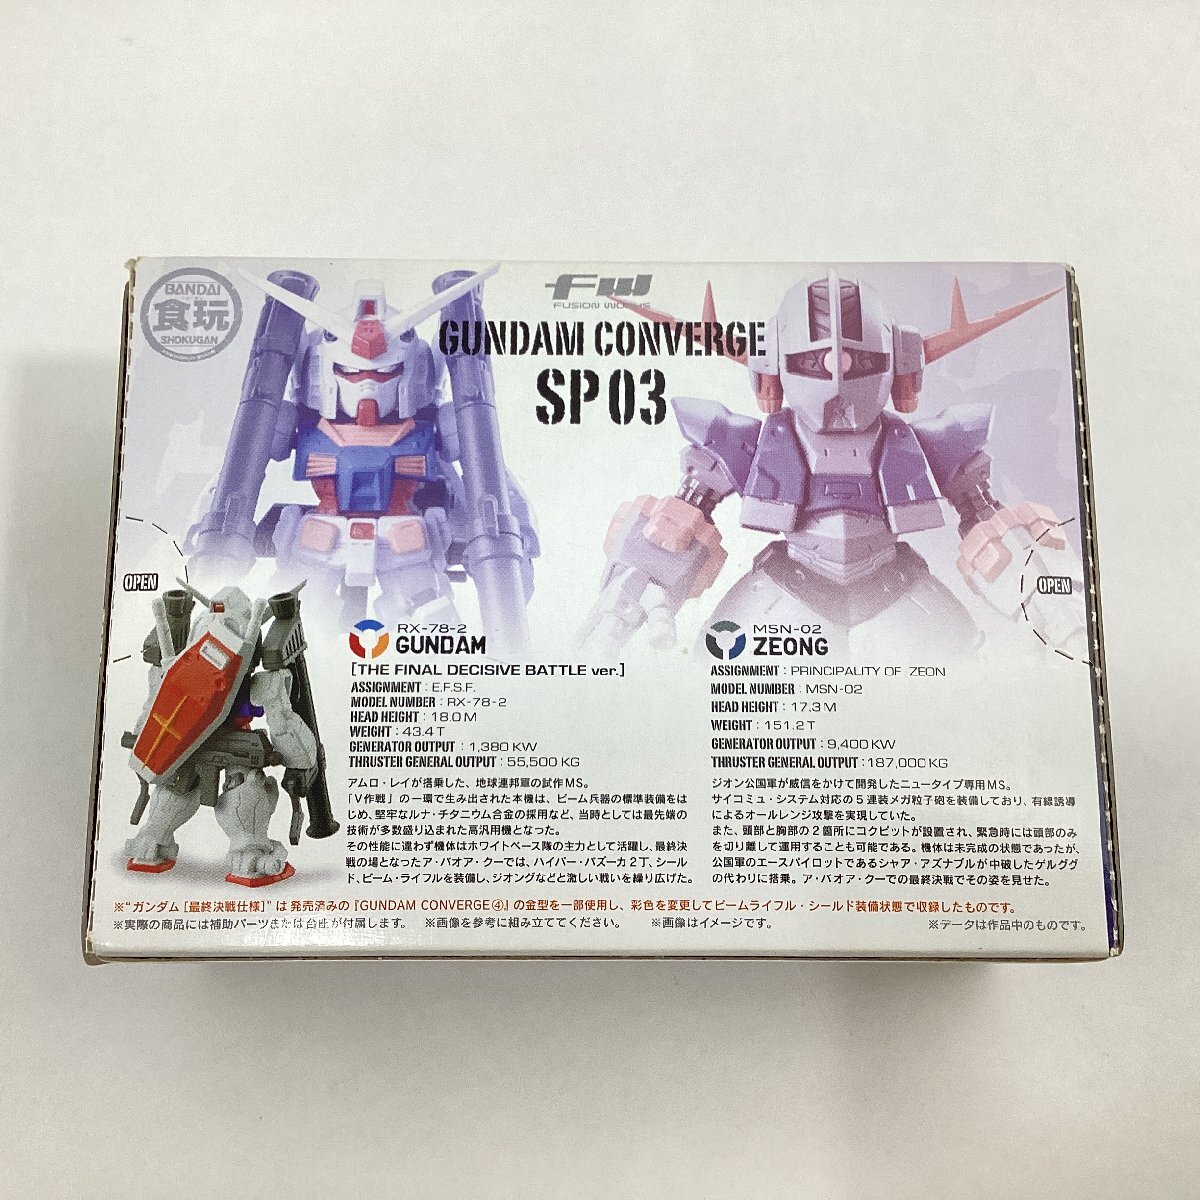 BANDAI
食玩
SHOKUGAN
FW
FUSION WORKS
GUNDAM CONVERGE
SP 03
OPEN
OPEN
RX-78-2
GUNDAM
[THE FINAL DECISIVE BATTLE ver.]
ASSIGNMENT : E.F.S.F.
MODEL NUMBER : RX-78-2
HEAD HEIGHT : 18.0 M
WEIGHT : 43.4 T
GENERATOR OUTPUT : 1,380 KW
THRUSTER GENERAL OUTPUT : 55,500 KG
アムロ・レイが搭乗した、地球連邦軍の試作MS。
「V作戦」の一環で生み出された本機は、ビーム兵器の標準装備をは
じめ、堅牢なルナ・チタニウム合金の採用など、当時としては最先端の
技術が多数盛り込まれた高汎用機となった。
その性能に違わず機体はホワイトベース隊の主力として活躍し、最終決
戦の場となったア・バオア・クーでは、ハイパー・バズーカ2丁、シール
ド、ビーム・ライフルを装備し、ジオングなどと激しい戦いを繰り広げた。
MSN-02
ZEONG
ASSIGNMENT : PRINCIPALITY OF ZEON
MODEL NUMBER : MSN-02
HEAD HEIGHT : 17.3 M
WEIGHT : 151.2 T
GENERATOR OUTPUT : 9,400 KW
THRUSTER GENERAL OUTPUT : 187,000 KG
ジオン公国軍が威信をかけて開発したニュータイプ専用MS。
サイコミュ・システム対応の5連装メガ粒子砲を装備しており、有線誘導
によるオールレンジ攻撃を実現していた。
また、頭部と胸部の2箇所にコクピットが設置され、緊急時には頭部のみ
を切り離して運用することも可能である。機体は未完成の状態であったが、
公国軍のエースパイロットであるシャア・アズナブルが中破したゲルググ
の代わりに搭乗。ア・バオア・クーでの最終決戦でその姿を見せた。
※"ガンダム[最終決戦仕様]"は発売済みの『GUNDAM CONVERGE④』の金型を一部使用し、彩色を変更してビームライフル・シールド装備状態で収録したものです。
※実際の商品には補助パーツまたは台座が付属します。 ※画像を参考に組み立ててください。 ※画像はイメージです。 ※データは作品中のものです。